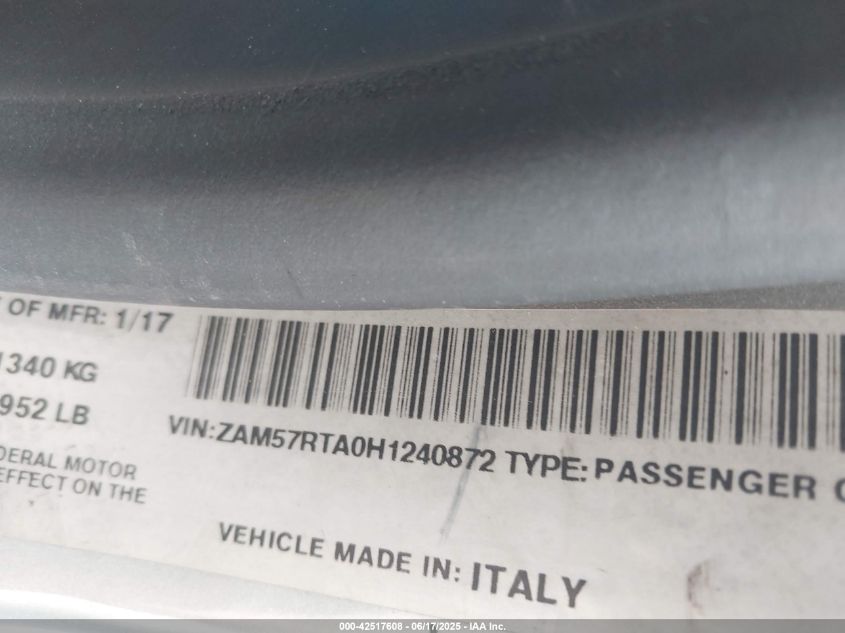 OF MFR: 1/17
1340 KG
952 LB
VIN:ZAM57RTA0H1240872 TYPE: PASSENGER
DERAL MOTOR
EFFECT ON THE
VEHICLE MADE IN: ITALY
000-42517608 - 06/17/2025 - IAA Inc.